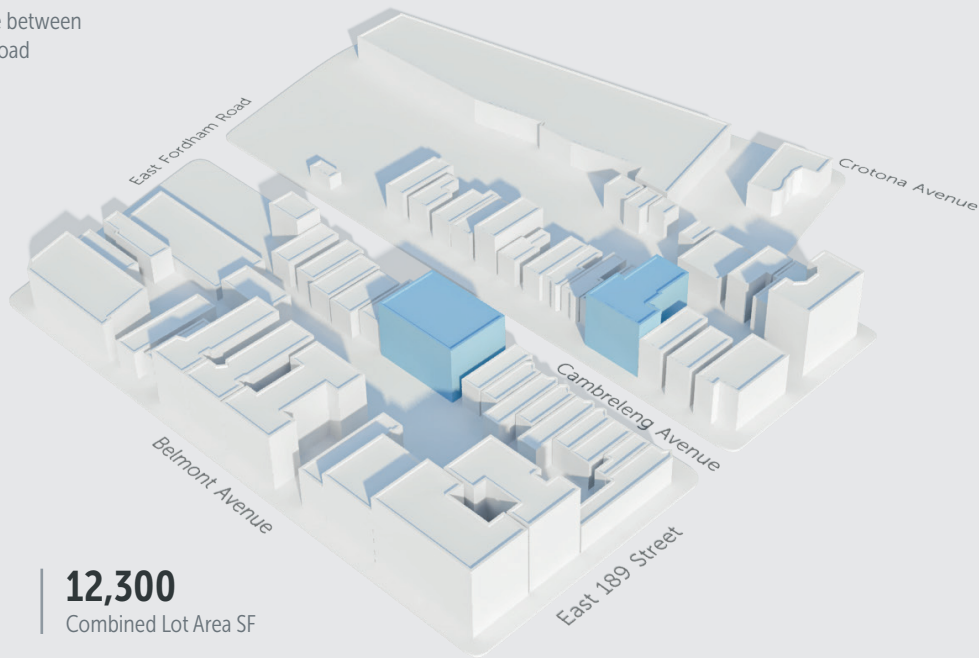 between
oad
East Fordham Road
Crotona Avenue
Cambreleng Avenue
Belmont Avenue
East 189 Street
12,300
Combined Lot Area SF